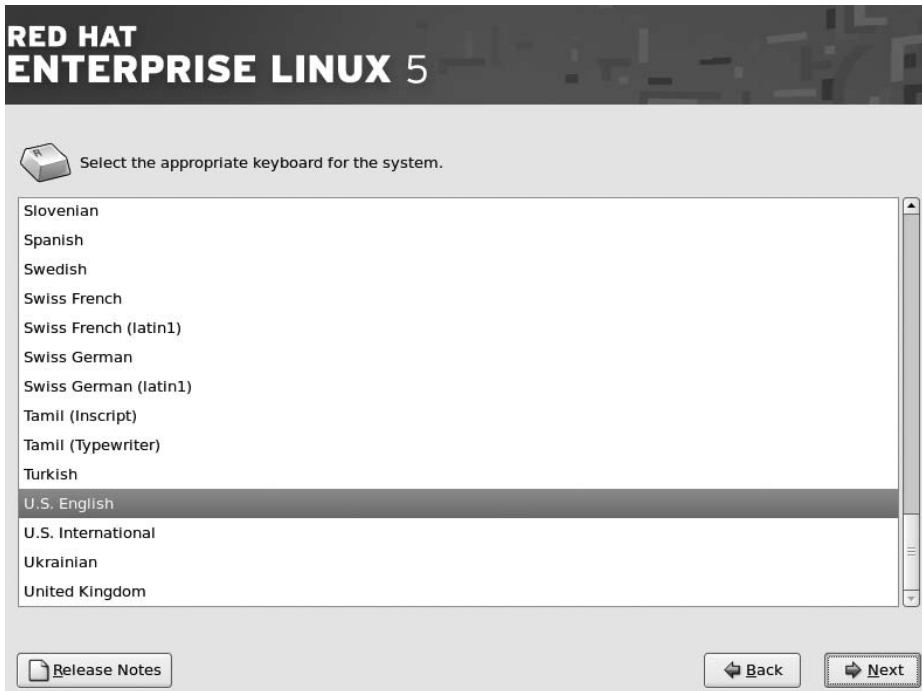 RED HAT
ENTERPRISE LINUX 5
Select the appropriate keyboard for the system.
Slovenian
Spanish
Swedish
Swiss French
Swiss French (latin1)
Swiss German
Swiss German (latin1)
Tamil (Inscript)
Tamil (Typewriter)
Turkish
U.S. English
U.S. International
Ukrainian
United Kingdom
Release Notes
Back
Next